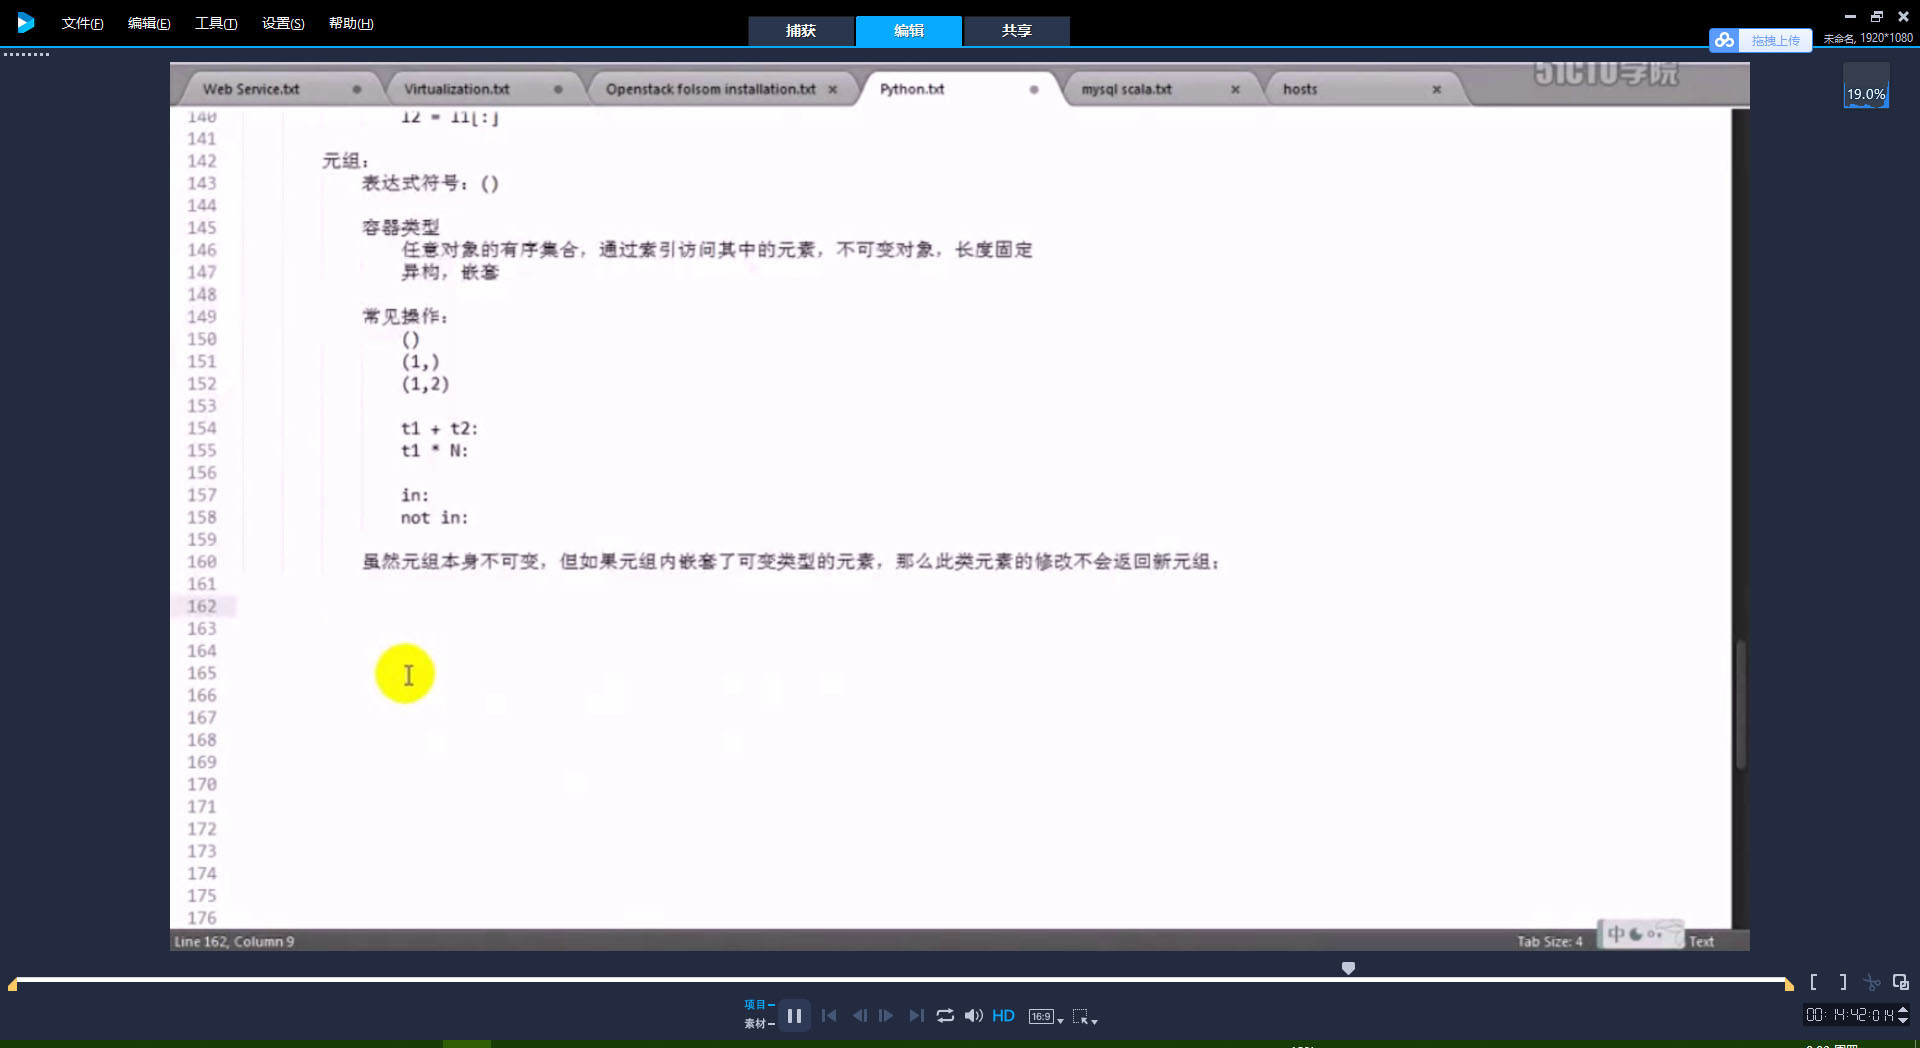 文件(F) 编辑(E) 工具(T) 设置(S) 帮助(H)
捕获 编辑 共享
拖拽上传
未命名, 1920*1080
51CTO学院
19.0%
Web Service.txt Virtualization.txt Openstack folsom installation.txt Python.txt mysql scala.txt hosts
140 l2 = l1[:]
141
142 元组：
143 表达式符号：()
144
145 容器类型
146 任意对象的有序集合，通过索引访问其中的元素，不可变对象，长度固定
147 异构，嵌套
148
149 常见操作：
150 ()
151 (1,)
152 (1,2)
153
154 t1 + t2:
155 t1 * N:
156
157 in:
158 not in:
159
160 虽然元组本身不可变，但如果元组内嵌套了可变类型的元素，那么此类元素的修改不会返回新元组；
161
162
163
164
165
166
167
168
169
170
171
172
173
174
175
176
Line 162, Column 9 Tab Size: 4 中 Text
项目
素材
HD 16:9
00: 14:42:014